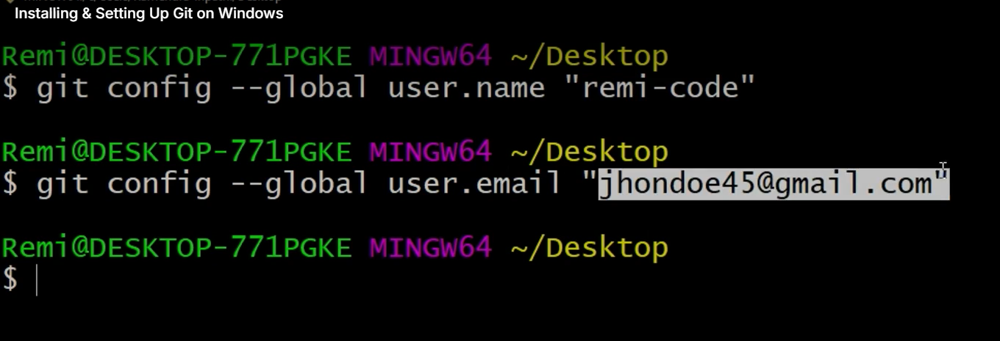 Installing & Setting Up Git on Windows
Remi@DESKTOP-771PGKE MINGW64 ~/Desktop
$ git config --global user.name "remi-code"
Remi@DESKTOP-771PGKE MINGW64 ~/Desktop
$ git config --global user.email "jhondoe45@gmail.com"
Remi@DESKTOP-771PGKE MINGW64 ~/Desktop
$